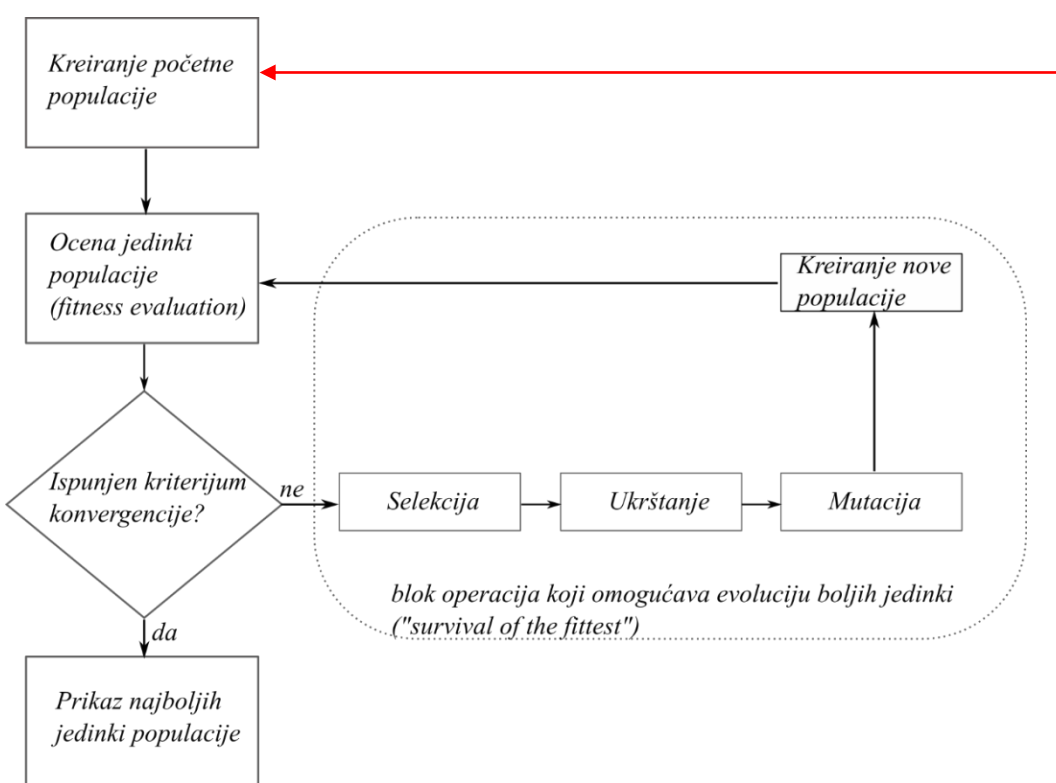 Kreiranje početne
populacije
Ocena jedinki
populacije
(fitness evaluation)
Kreiranje nove
populacije
Ispunjen kriterijum
konvergencije?
ne
Selekcija
Ukrštanje
Mutacija
blok operacija koji omogućava evoluciju boljih jedinki
("survival of the fittest")
da
Prikaz najboljih
jedinki populacije